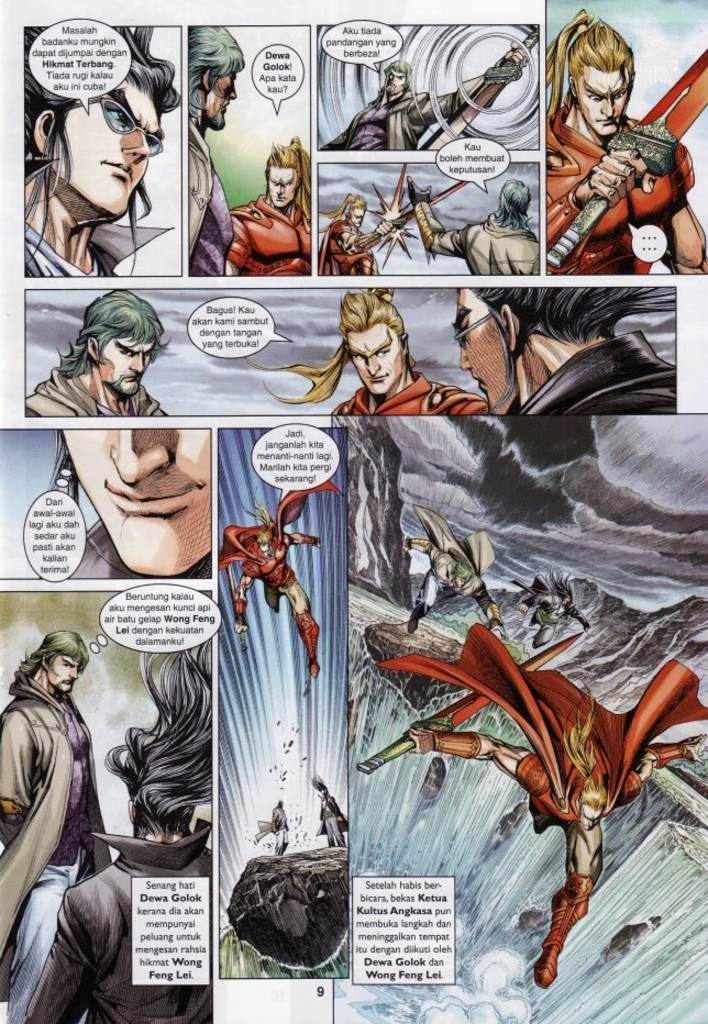 Masalah
badanku mungkin
dapat dijumpai dengan
Hikmat Terbang.
Tiada rugi kalau
aku ini cuba!
Dewa
Golok!
Apa kata
kau?
Aku tiada
pandangan yang
berbeza!
Kau
boleh membuat
keputusan!
...
...
Bagus! Kau
akan kami sambut
dengan tangan
yang terbuka!
Dari
awal-awal
lagi aku dah
sedar aku
pasti akan
kalian
terima!
Jadi,
janganlah kita
menanti-nanti lagi.
Marilah kita pergi
sekarang!
Beruntung kalau
aku mengesan kunci api
air batu gelap Wong Feng
Lei dengan kekuatan
dalamanku!
Senang hati
Dewa Golok
kerana dia akan
mempunyai
peluang untuk
mengesan rahsia
hikmat Wong
Feng Lei.
Setelah habis ber-
bicara, bekas Ketua
Kultus Angkasa pun
membuka langkah dan
meninggalkan tempat
itu dengan diikuti oleh
Dewa Golok dan
Wong Feng Lei.
9